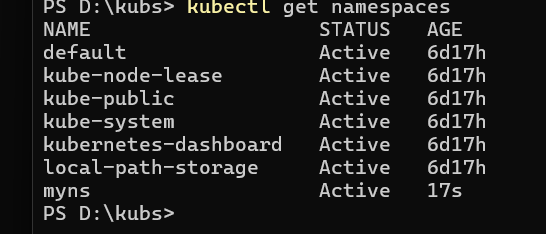 PS D:\kubs> kubectl get namespaces
NAME                   STATUS   AGE
default                Active   6d17h
kube-node-lease        Active   6d17h
kube-public            Active   6d17h
kube-system            Active   6d17h
kubernetes-dashboard   Active   6d17h
local-path-storage     Active   6d17h
myns                   Active   17s
PS D:\kubs>